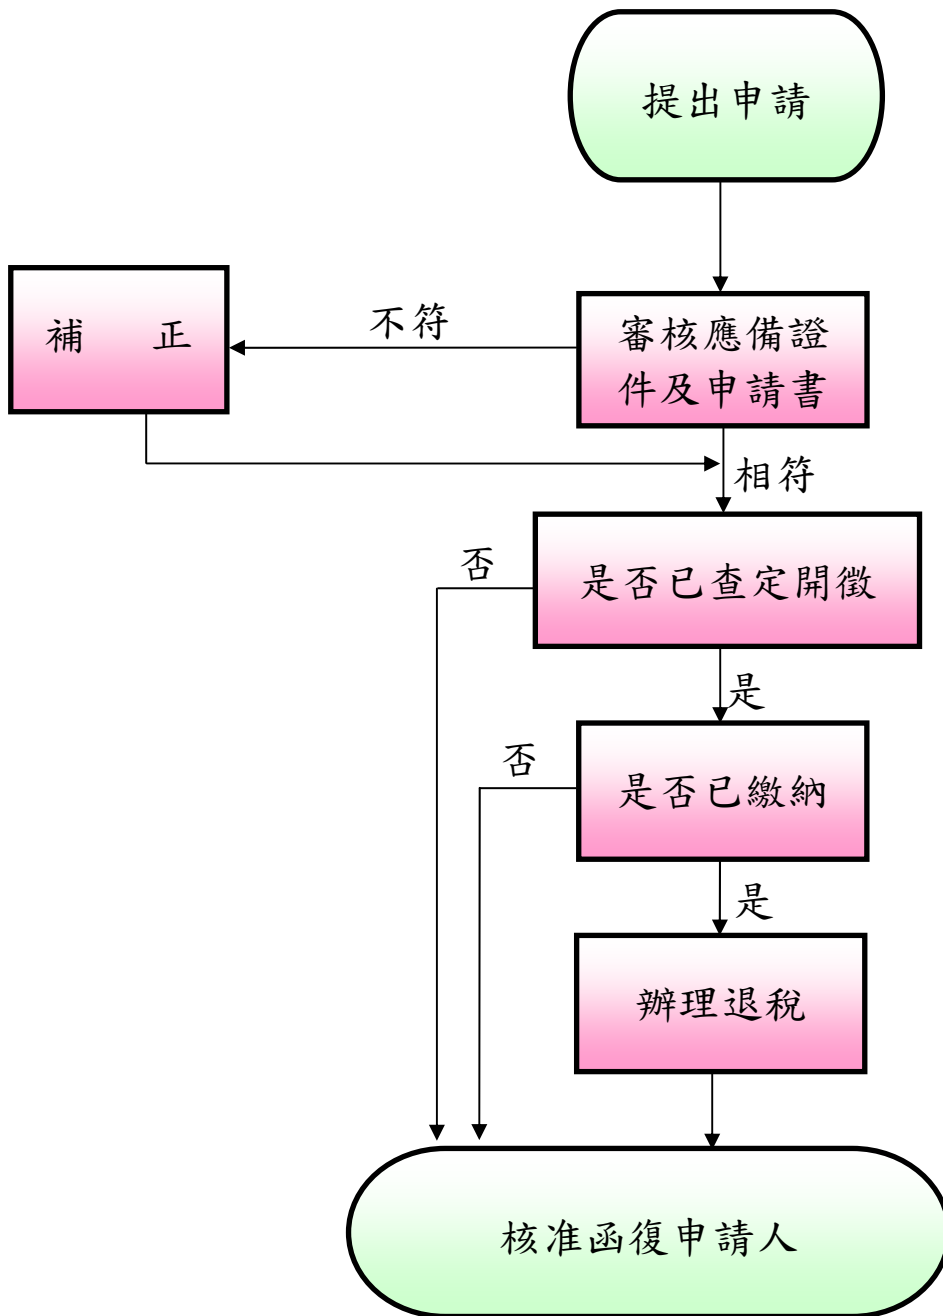 提出申請
補 正
不符
審核應備證
件及申請書
相符
否
是否已查定開徵
是
否
是否已繳納
是
辦理退稅
核准函復申請人